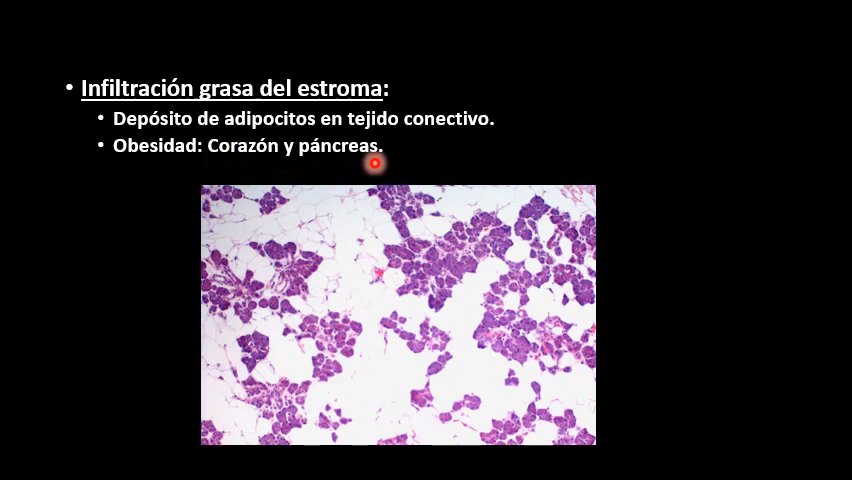 • Infiltración grasa del estroma:
• Depósito de adipocitos en tejido conectivo.
• Obesidad: Corazón y páncreas.